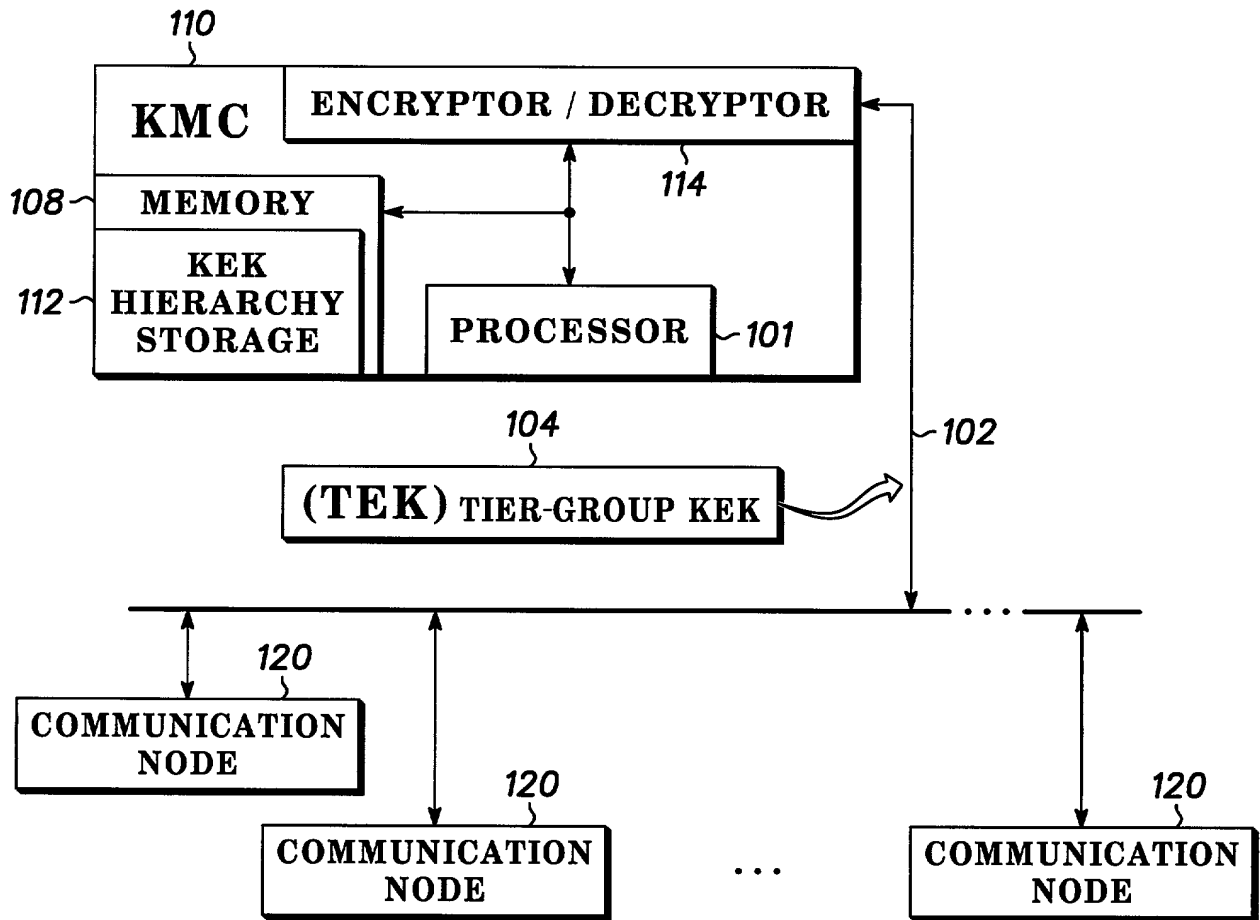 110
KMC
ENCRYPTOR / DECRYPTOR
114
108
MEMORY
112
KEK
HIERARCHY
STORAGE
PROCESSOR
101
102
104
(TEK) TIER-GROUP KEK
...
120
COMMUNICATION
NODE
120
COMMUNICATION
NODE
...
120
COMMUNICATION
NODE